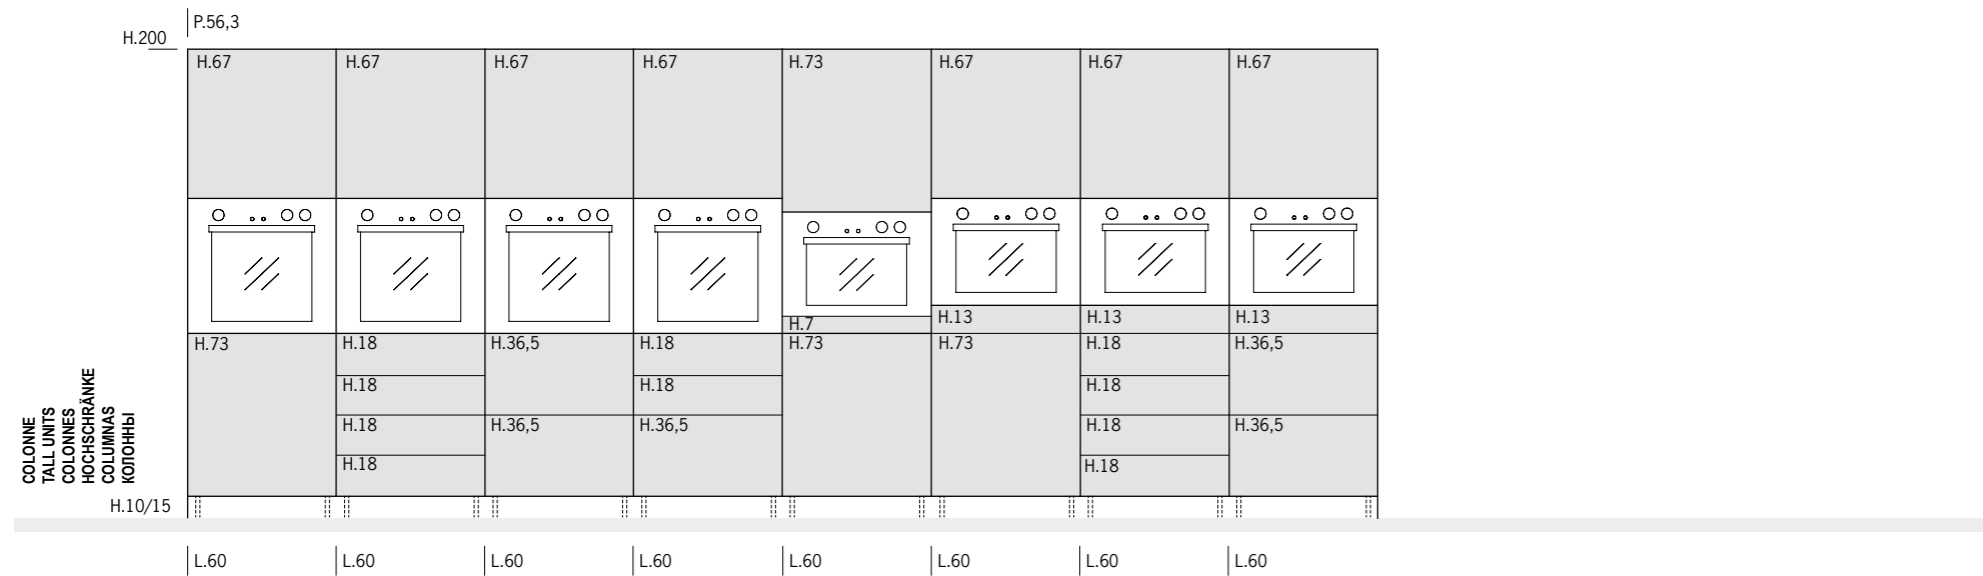 P.56,3
H.200
H.67 H.67 H.67 H.67 H.73 H.67 H.67 H.67
H.7 H.13 H.13 H.13
H.73 H.18 H.36,5 H.18 H.73 H.73 H.18 H.36,5
H.18 H.18 H.18
H.18 H.36,5 H.36,5 H.18 H.36,5
H.18 H.18
COLONNE
TALL UNITS
COLONNES
HOCHSCHRÄNKE
COLUMNAS
КОЛОННЫ
H.10/15
L.60 L.60 L.60 L.60 L.60 L.60 L.60 L.60